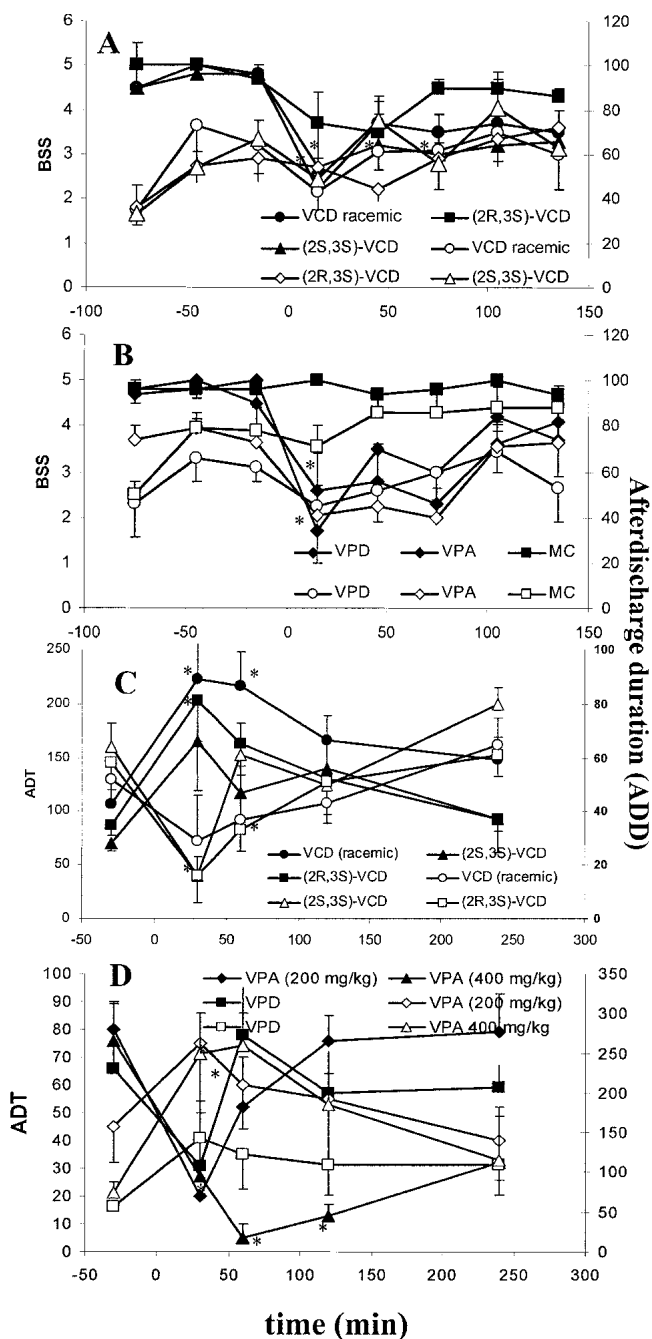 A
6
5
4
3
2
1
0
BSS
120
100
80
60
40
20
0
*
*
*
*
VCD racemic
(2R,3S)-VCD
(2S,3S)-VCD
VCD racemic
(2R,3S)-VCD
(2S,3S)-VCD
-100 -50 0 50 100 150
B
6
5
4
3
2
1
0
BSS
120
100
80
60
40
20
0
*
*
VPD
VPA
MC
VPD
VPA
MC
-100 -50 0 50 100 150
Afterdischarge duration (ADD)
C
250
200
150
100
50
0
ADT
100
80
60
40
20
0
*
*
*
*
*
VCD (racemic)
(2S,3S)-VCD
(2R,3S)-VCD
VCD (racemic)
(2S,3S)-VCD
(2R,3S)-VCD
-50 0 50 100 150 200 250 300
D
100
90
80
70
60
50
40
30
20
10
0
ADT
350
300
250
200
150
100
50
0
VPA (200 mg/kg)
VPA (400 mg/kg)
VPD
VPA (200 mg/kg)
VPD
VPA 400 mg/kg
*
*
*
*
-50 0 50 100 150 200 250 300
time (min)